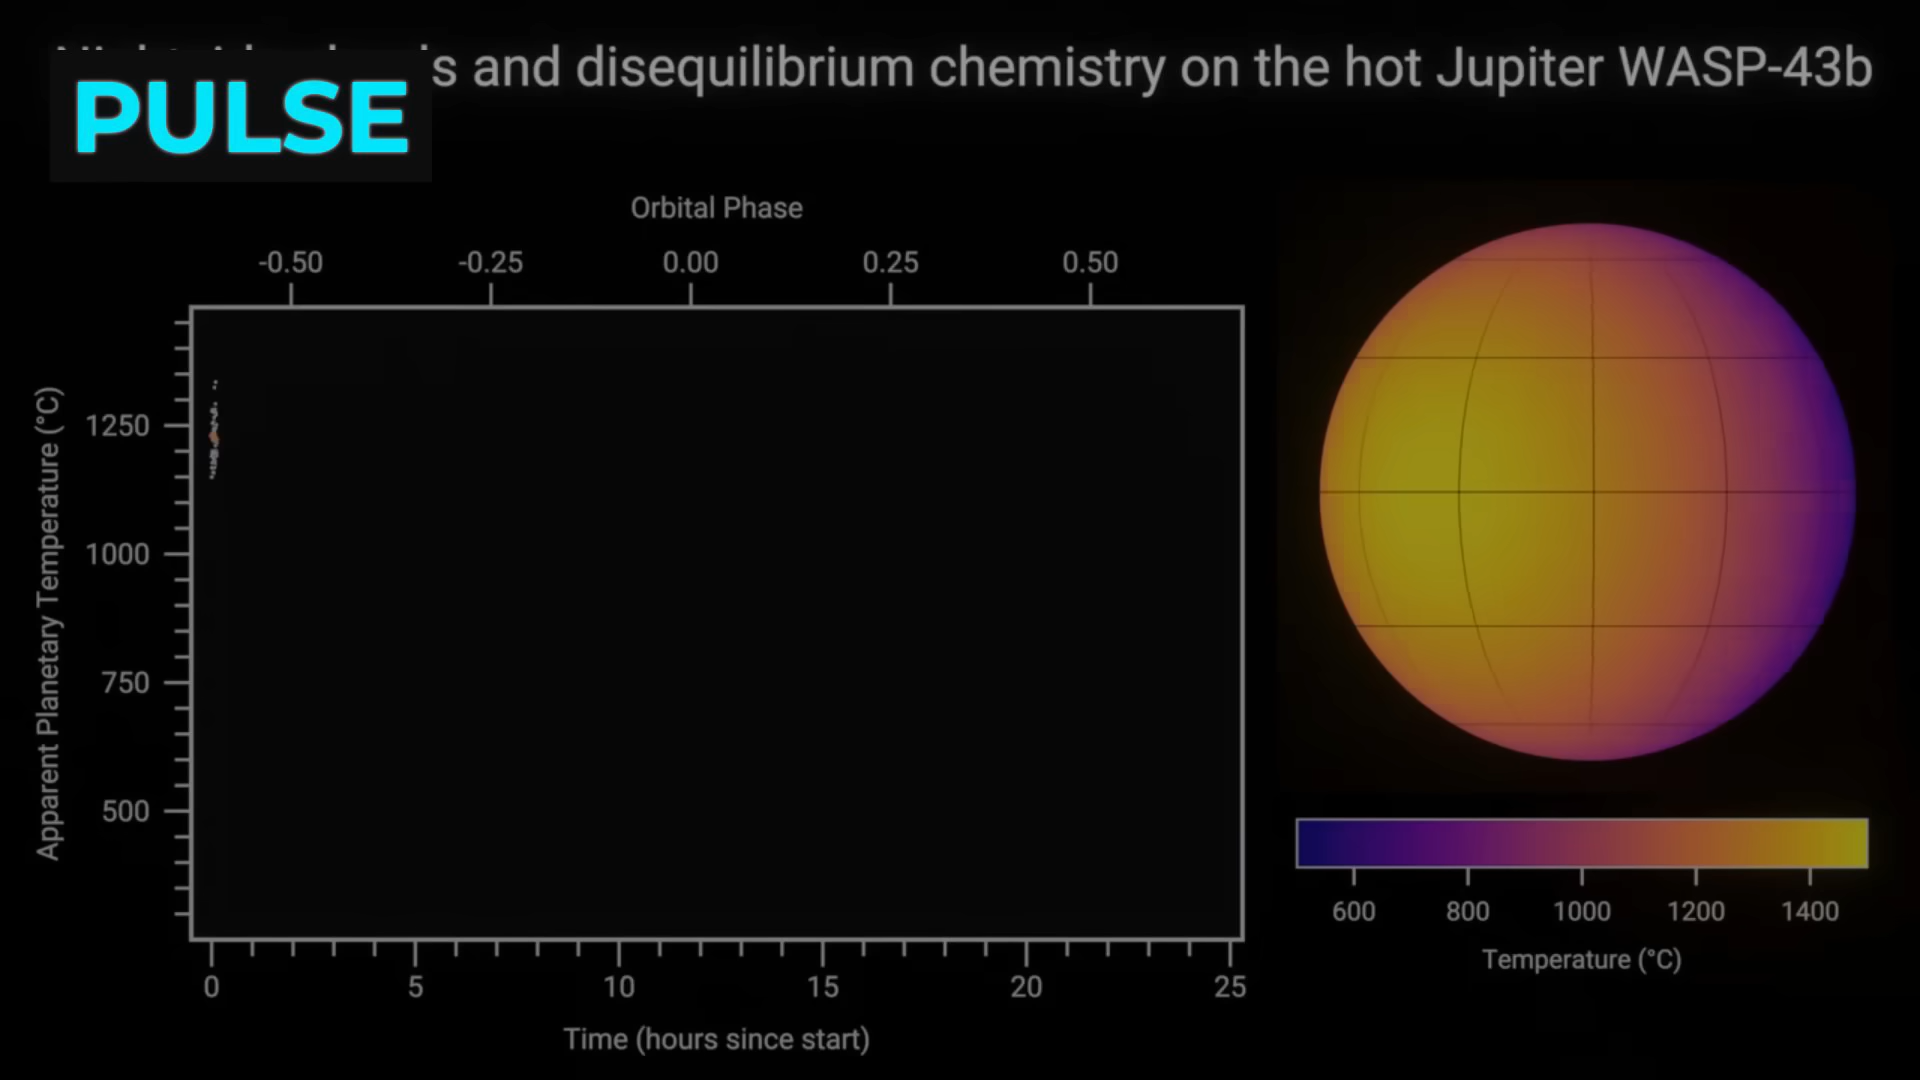 s and disequilibrium chemistry on the hot Jupiter WASP-43b
PULSE
Orbital Phase
-0.50 -0.25 0.00 0.25 0.50
Apparent Planetary Temperature (°C)
1250
1000
750
500
0 5 10 15 20 25
Time (hours since start)
600 800 1000 1200 1400
Temperature (°C)